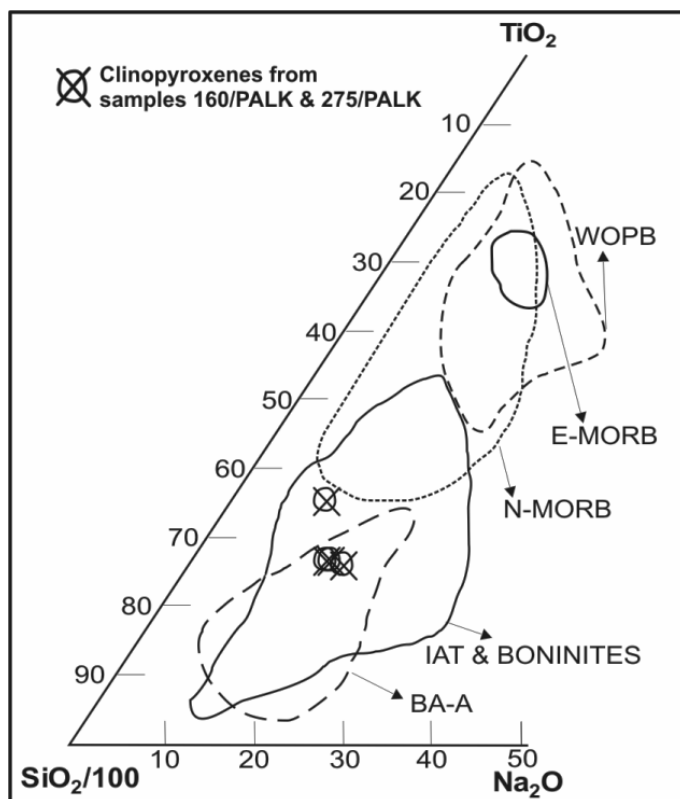 TiO₂
Clinopyroxenes from
samples 160/PALK & 275/PALK
10
20
WOPB
30
40
50
E-MORB
60
N-MORB
70
80
IAT & BONINITES
90
BA-A
10
20
30
40
50
SiO₂/100
Na₂O